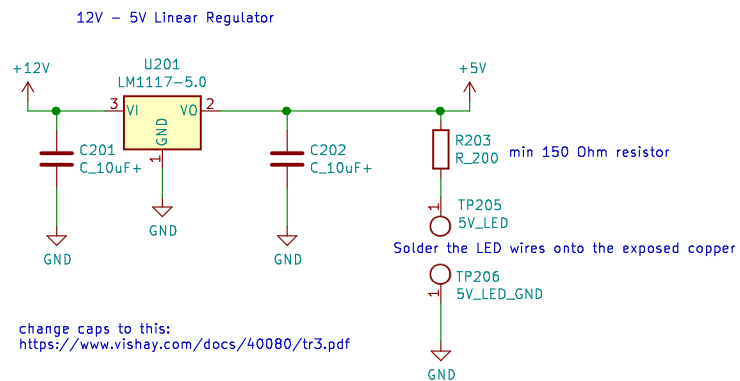 12V - 5V Linear Regulator
+12V
U201
LM1117-5.0
+5V
3 VI VO 2
GND
1
C201
C_10uF+
C202
C_10uF+
R203
R_200
min 150 Ohm resistor
1
TP205
5V_LED
GND
GND
GND
Solder the LED wires onto the exposed copper
TP206
1
5V_LED_GND
change caps to this:
https://www.vishay.com/docs/40080/tr3.pdf
GND